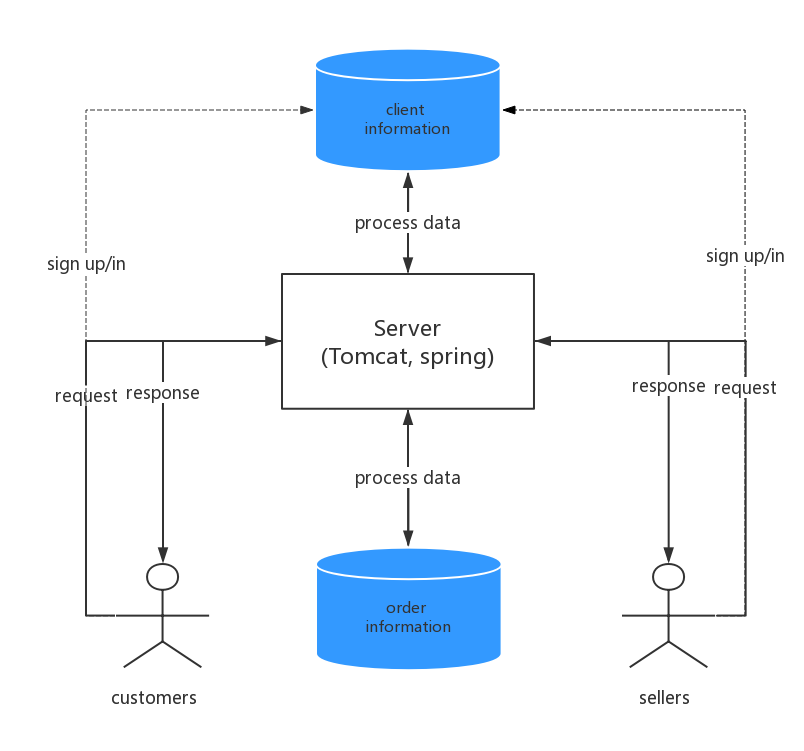 client
information
process data
sign up/in
sign up/in
Server
(Tomcat, spring)
request
response
response
request
process data
order
information
customers
sellers